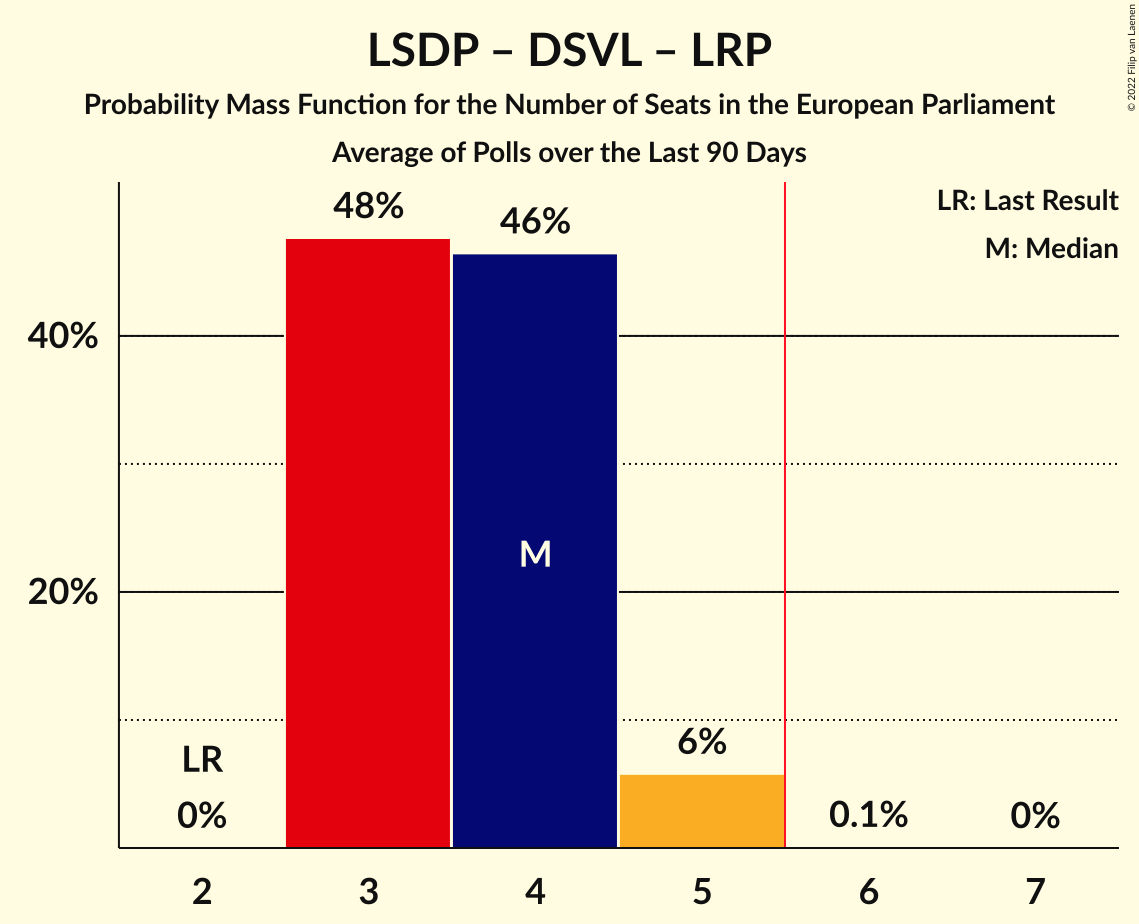 LSDP – DSVL – LRP
Probability Mass Function for the Number of Seats in the European Parliament
Average of Polls over the Last 90 Days
© 2022 Filip van Laenen
LR: Last Result
M: Median
48%
46%
40%
M
20%
6%
LR
0%
0.1%
0%
2
3
4
5
6
7